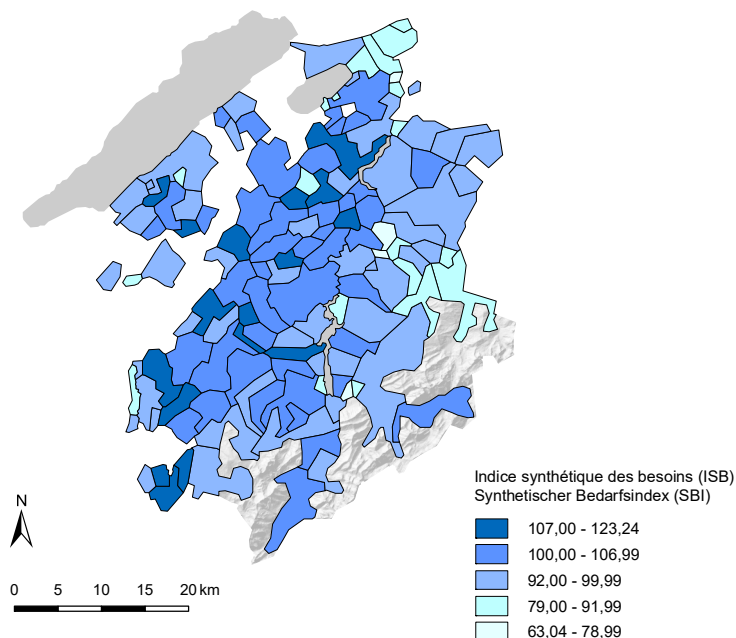 Indice synthétique des besoins (ISB)
Synthetischer Bedarfsindex (SBI)
N
107,00 - 123,24
100,00 - 106,99
92,00 - 99,99
79,00 - 91,99
63,04 - 78,99
0 5 10 15 20 km